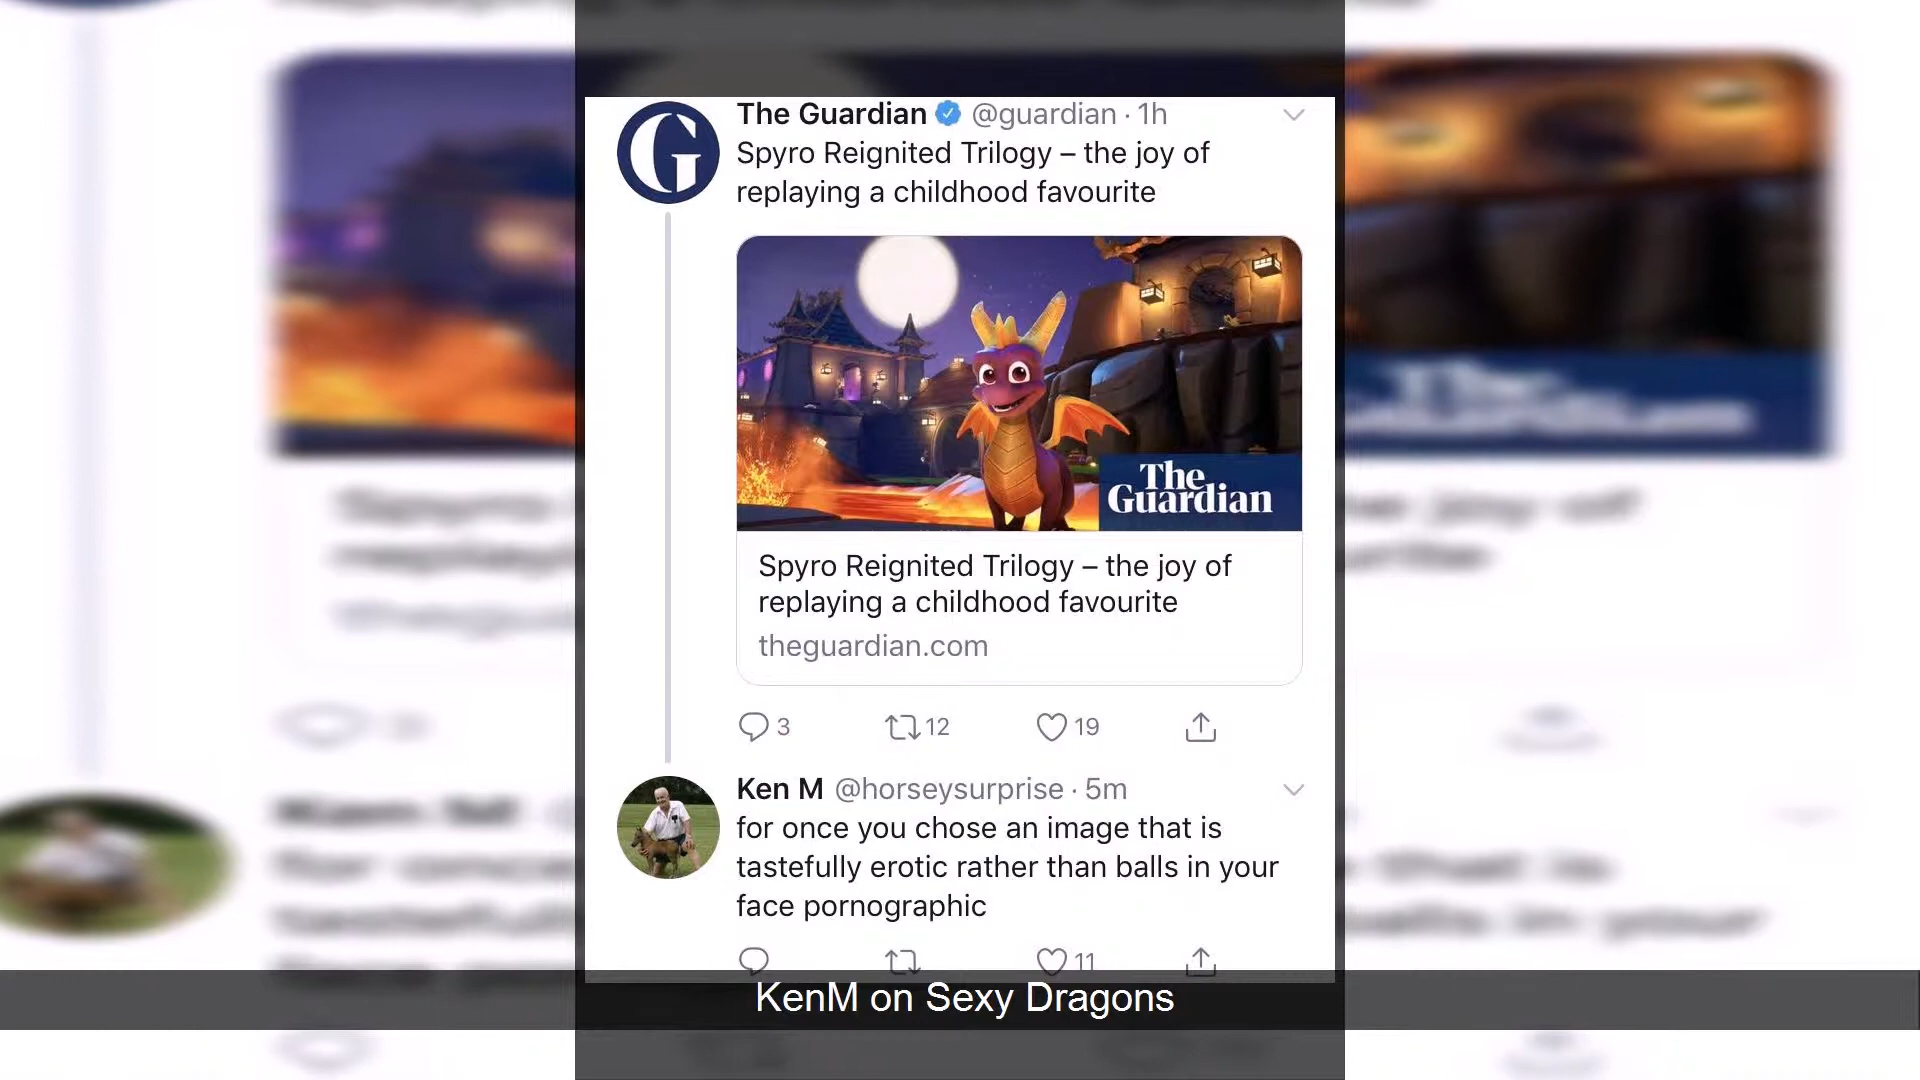 The Guardian @guardian · 1h
Spyro Reignited Trilogy – the joy of
replaying a childhood favourite
The
Guardian
Spyro Reignited Trilogy – the joy of
replaying a childhood favourite
theguardian.com
3 12 19
Ken M @horseysurprise · 5m
for once you chose an image that is
tastefully erotic rather than balls in your
face pornographic
11
KenM on Sexy Dragons